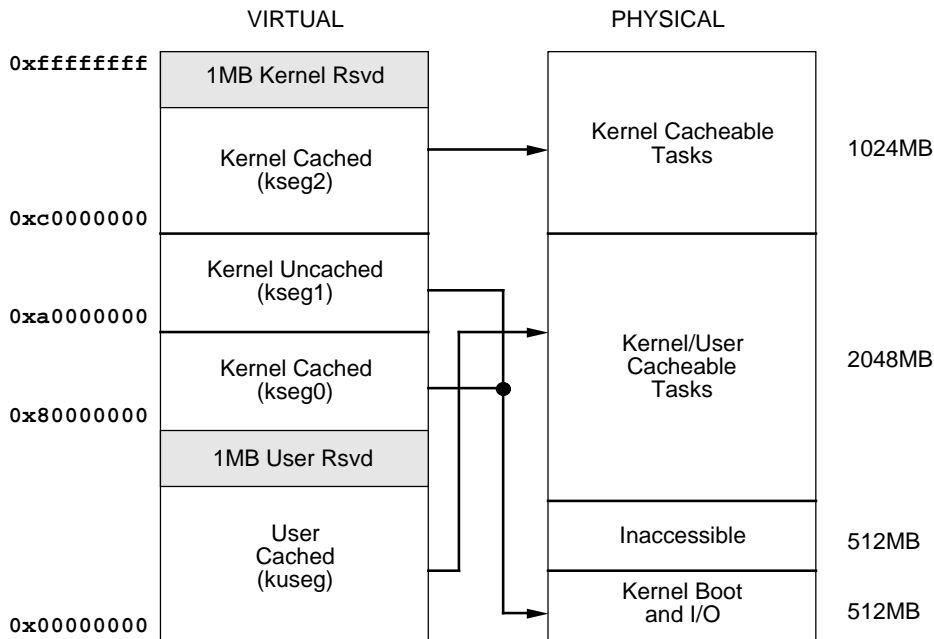 VIRTUAL
PHYSICAL
0xffffffff
1MB Kernel Rsvd
Kernel Cached
(kseg2)
Kernel Cacheable
Tasks
1024MB
0xc0000000
Kernel Uncached
(kseg1)
0xa0000000
Kernel Cached
(kseg0)
Kernel/User
Cacheable
Tasks
2048MB
0x80000000
1MB User Rsvd
User
Cached
(kuseg)
Inaccessible
512MB
Kernel Boot
and I/O
512MB
0x00000000